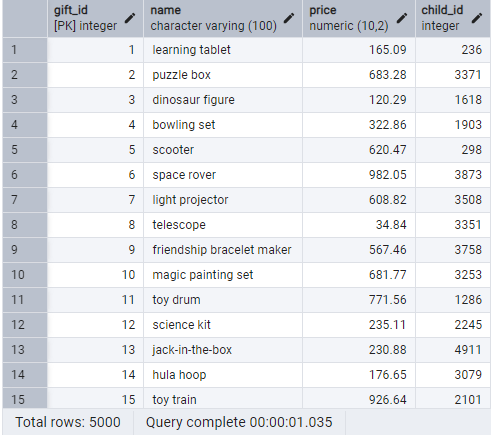 gift_id name price child_id
[PK] integer character varying (100) numeric (10,2) integer
1 1 learning tablet 165.09 236
2 2 puzzle box 683.28 3371
3 3 dinosaur figure 120.29 1618
4 4 bowling set 322.86 1903
5 5 scooter 620.47 298
6 6 space rover 982.05 3873
7 7 light projector 608.82 3508
8 8 telescope 34.84 3351
9 9 friendship bracelet maker 567.46 3758
10 10 magic painting set 681.77 3253
11 11 toy drum 771.56 1286
12 12 science kit 235.11 2245
13 13 jack-in-the-box 230.88 4911
14 14 hula hoop 176.65 3079
15 15 toy train 926.64 2101
Total rows: 5000 Query complete 00:00:01.035